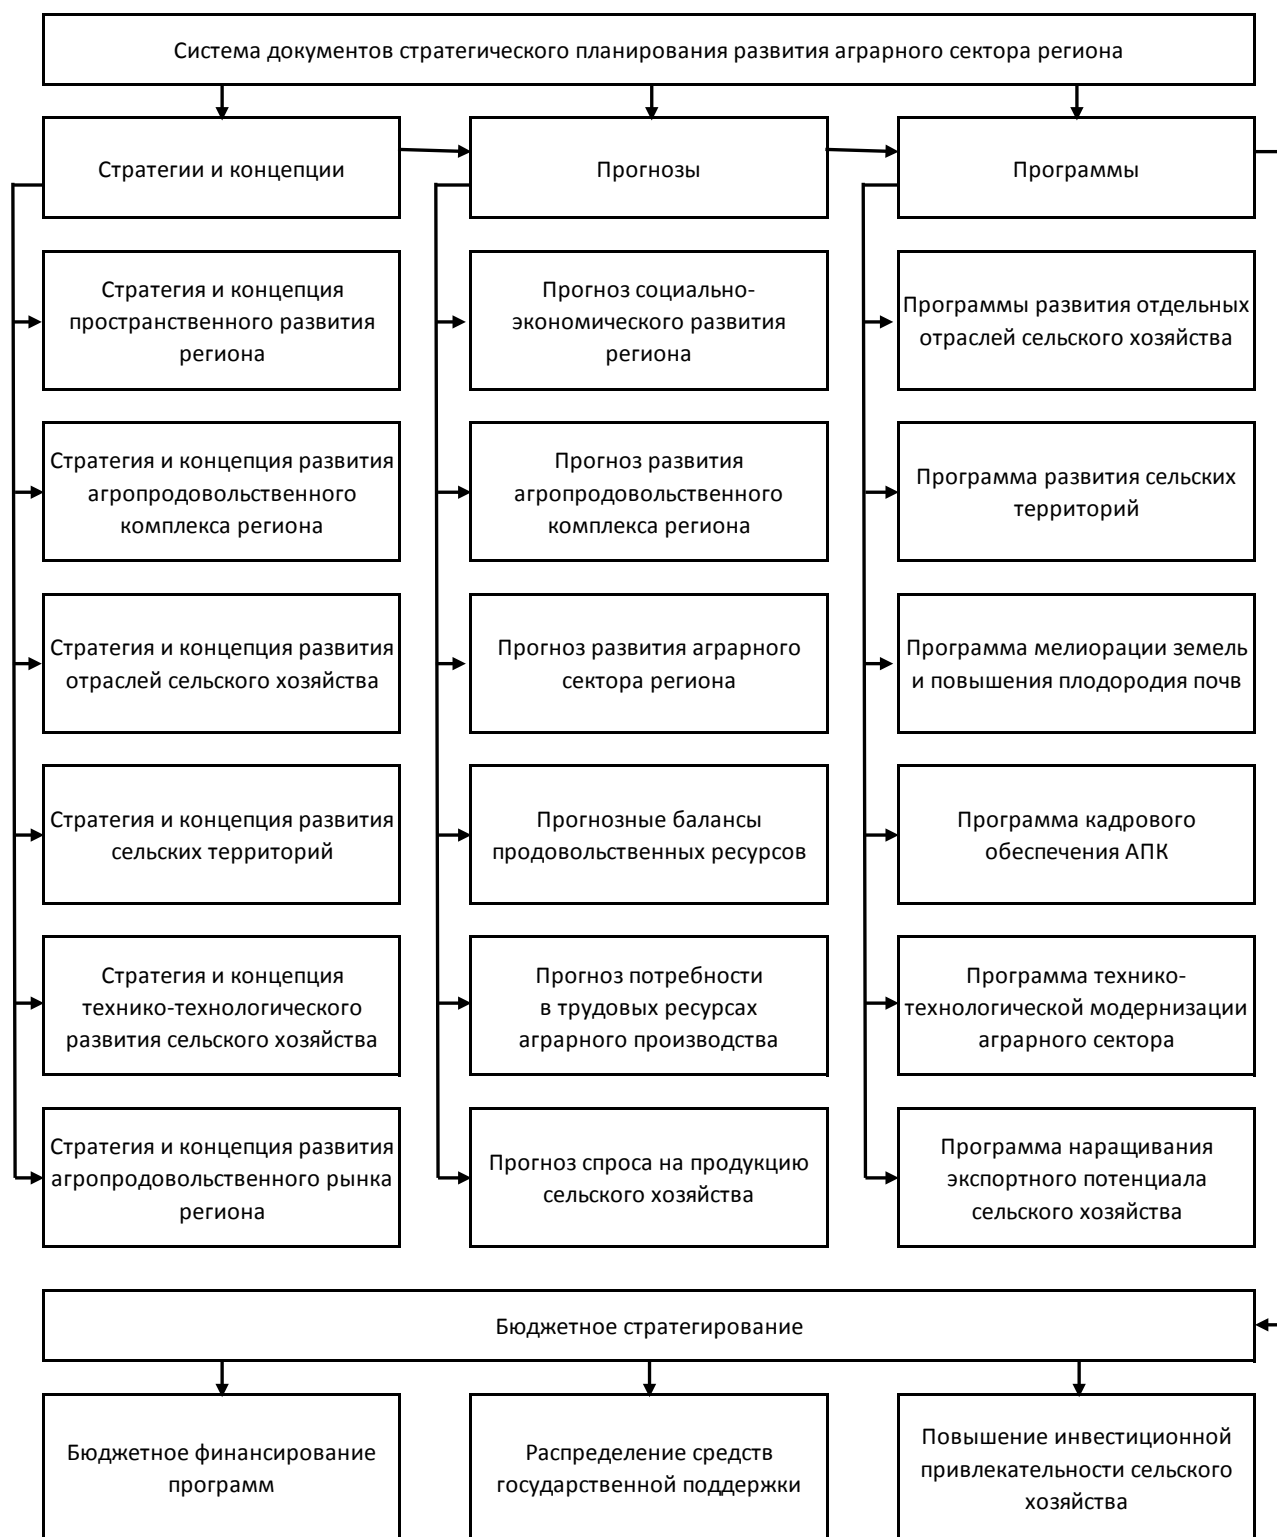 Система документов стратегического планирования развития аграрного сектора региона
Стратегии и концепции
Прогнозы
Программы
Стратегия и концепция
пространственного развития
региона
Прогноз социально-
экономического развития
региона
Программы развития отдельных
отраслей сельского хозяйства
Стратегия и концепция развития
агропродовольственного
комплекса региона
Прогноз развития
агропродовольственного
комплекса региона
Программа развития сельских
территорий
Стратегия и концепция развития
отраслей сельского хозяйства
Прогноз развития аграрного
сектора региона
Программа мелиорации земель
и повышения плодородия почв
Стратегия и концепция развития
сельских территорий
Прогнозные балансы
продовольственных ресурсов
Программа кадрового
обеспечения АПК
Стратегия и концепция
технико-технологического
развития сельского хозяйства
Прогноз потребности
в трудовых ресурсах
аграрного производства
Программа технико-
технологической модернизации
аграрного сектора
Стратегия и концепция развития
агропродовольственного рынка
региона
Прогноз спроса на продукцию
сельского хозяйства
Программа наращивания
экспортного потенциала
сельского хозяйства
Бюджетное стратегирование
Бюджетное финансирование
программ
Распределение средств
государственной поддержки
Повышение инвестиционной
привлекательности сельского
хозяйства